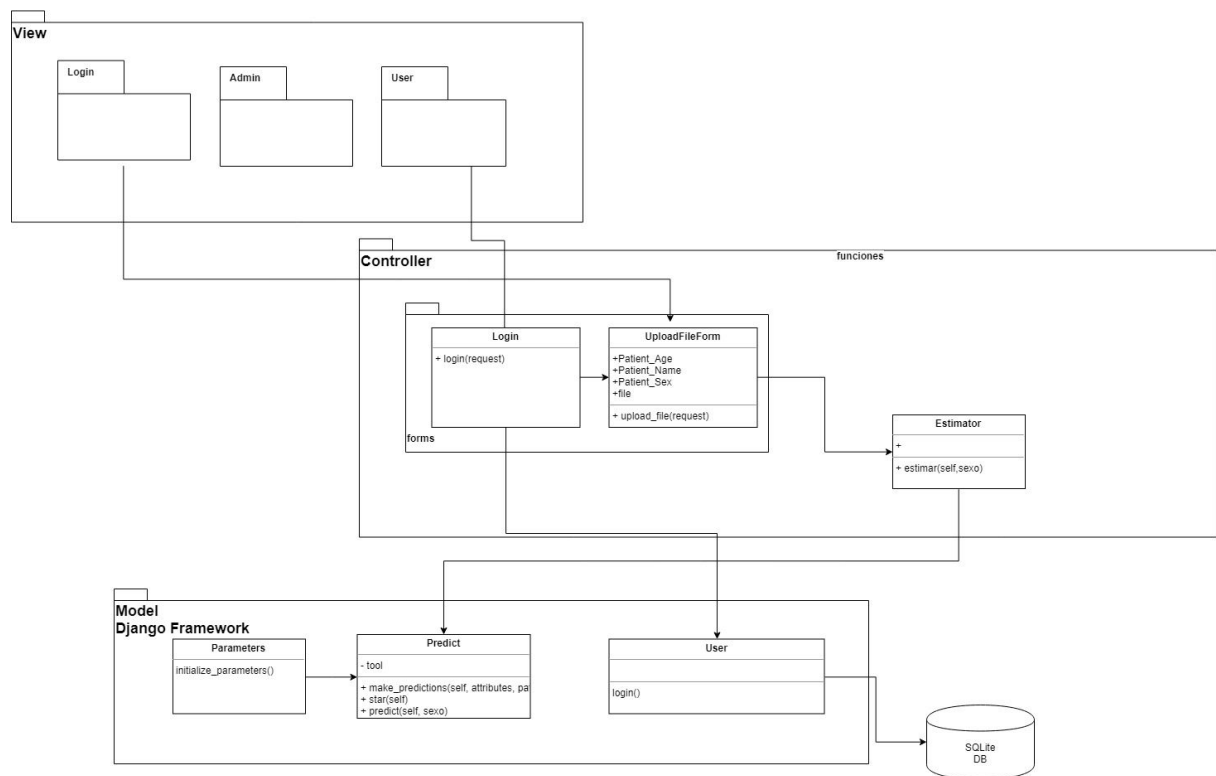 View
Login
Admin
User
Controller
funciones
Login
+ login(request)
UploadFileForm
+Patient_Age
+Patient_Name
+Patient_Sex
+file
+ upload_file(request)
forms
Estimator
+
+ estimar(self,sexo)
Model
Django Framework
Parameters
initialize_parameters()
Predict
- tool
+ make_predictions(self, attributes, pat
+ star(self)
+ predict(self, sexo)
User
login()
SQLite
DB